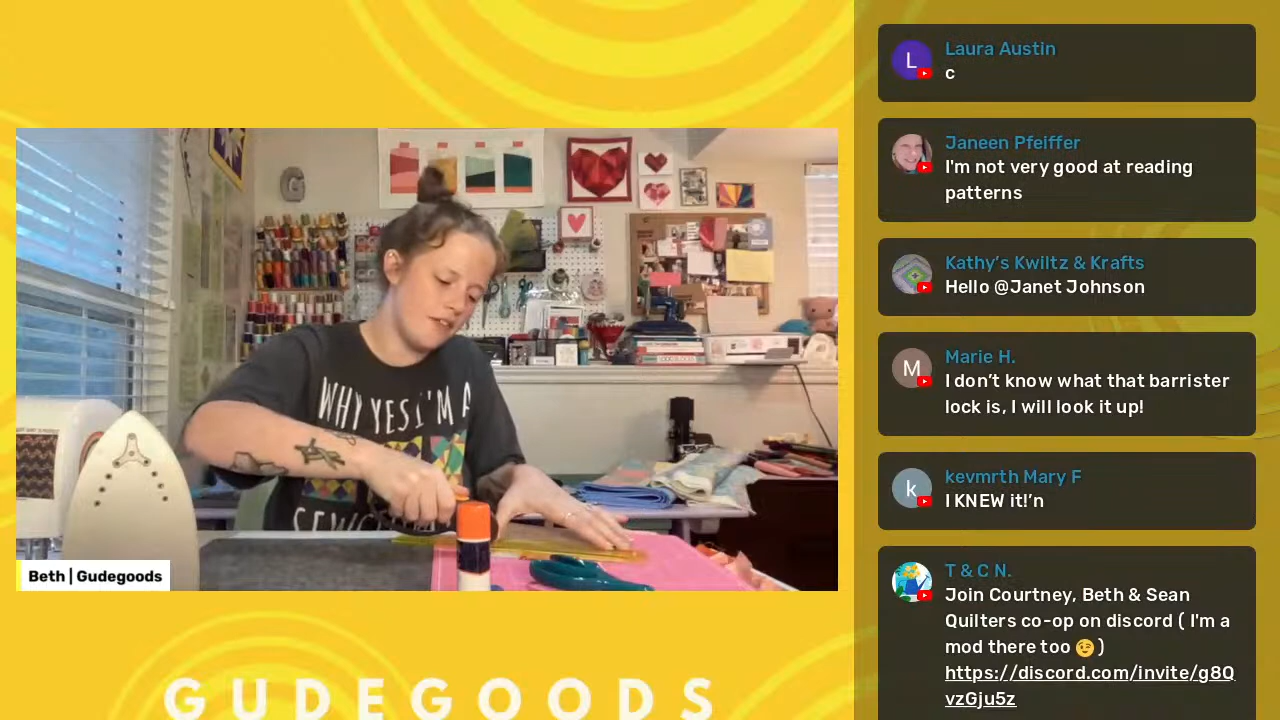 Laura Austin
c
Janeen Pfeiffer
I'm not very good at reading
patterns
Kathy's Kwiltz & Krafts
Hello @Janet Johnson
Marie H.
I don't know what that barrister
lock is, I will look it up!
kevmrth Mary F
I KNEW it!'n
T & C N.
Join Courtney, Beth & Sean
Quilters co-op on discord ( I'm a
mod there too 😉 )
https://discord.com/invite/g8Q
vzGju5z
L
M
k
G
WHY YES I'M A
Beth | Gudegoods
GUDEGOODS